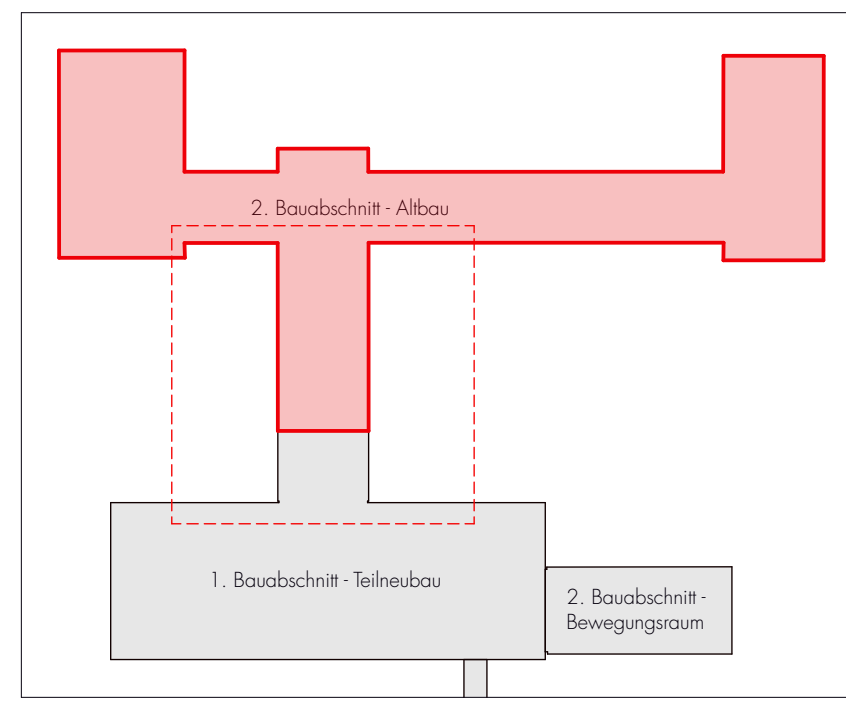 2. Bauabschnitt - Altbau
1. Bauabschnitt - Teilneubau
2. Bauabschnitt -
Bewegungsraum